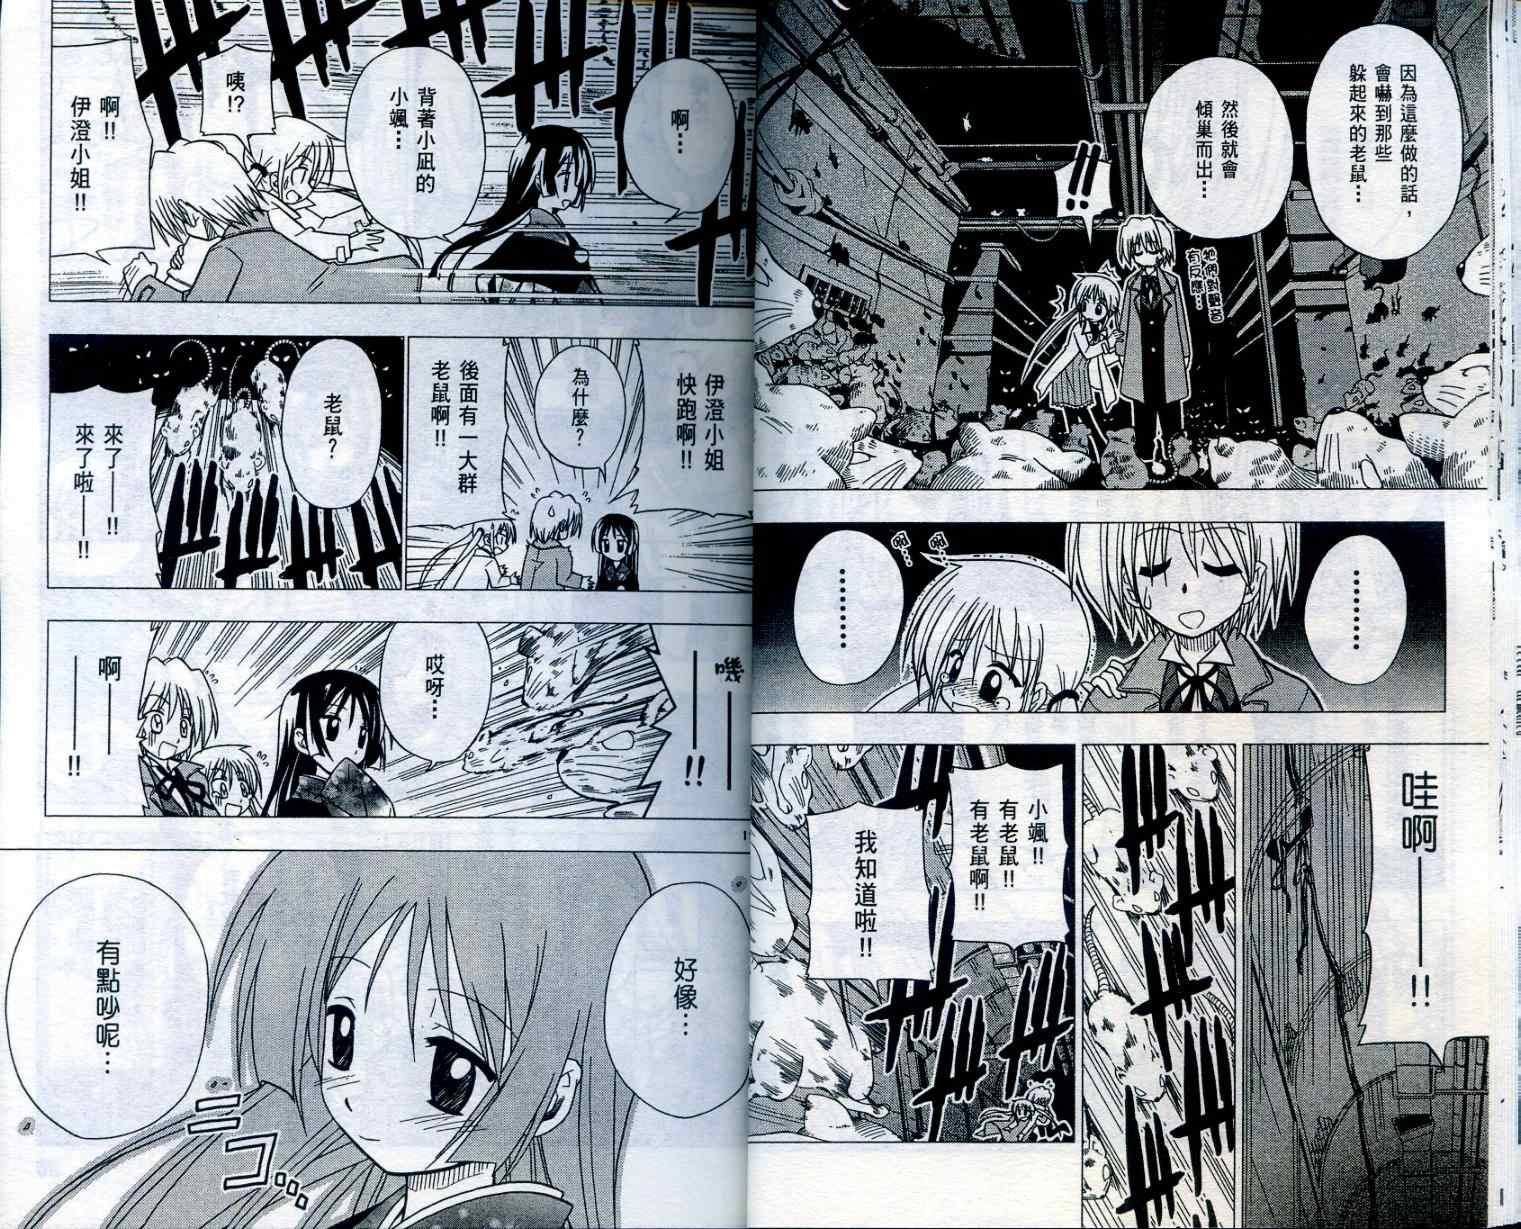 因為這麼做的話，
會嚇到那些
躲起來的老鼠…
然後就會
傾巢而出…
!!
牠們對聲音
有反應…
………
啊…
啊…
………
哇啊──!!
小颯!!
有老鼠!!
有老鼠啊!!
我知道啦!!
啊…
背著小凪的
小颯…
咦!?
啊!!
伊澄小姐!!
伊澄小姐
快跑啊!!
為什麼?
後面有一大群
老鼠啊!!
老鼠?
來了──!!
來了啦──!!
嘰──!!
哎呀…
啊──
──!!
好像…
有點吵呢…
ニコ。。。